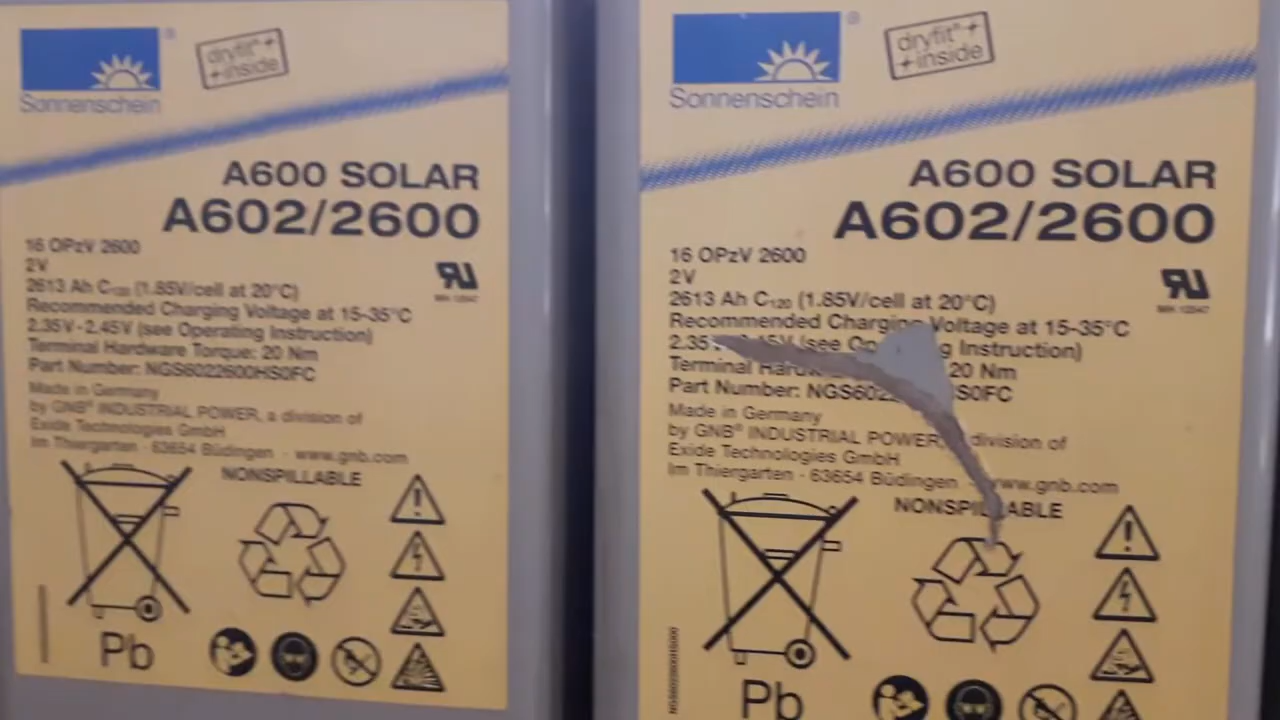 Sonnenschein
®
dryfit®
inside
A600 SOLAR
A602/2600
16 OPzV 2600
2V
2613 Ah C₁₂₀ (1.85V/cell at 20°C)
Recommended Charging Voltage at 15-35°C
2.35V-2.45V (see Operating Instruction)
Terminal Hardware Torque: 20 Nm
Part Number: NGS6022600HS0FC
Made in Germany
by GNB® INDUSTRIAL POWER, a division of
Exide Technologies GmbH
Im Thiergarten · 63654 Büdingen · www.gnb.com
NONSPILLABLE
Pb
Sonnenschein
®
dryfit®
inside
A600 SOLAR
A602/2600
16 OPzV 2600
2V
2613 Ah C₁₂₀ (1.85V/cell at 20°C)
Recommended Charging Voltage at 15-35°C
2.35 45V (see Op g Instruction)
Terminal Hardw 20 Nm
Part Number: NGS602 HS0FC
Made in Germany
by GNB® INDUSTRIAL POWER, division of
Exide Technologies GmbH
Im Thiergarten · 63654 Büdingen www.gnb.com
NONSPILLABLE
Pb